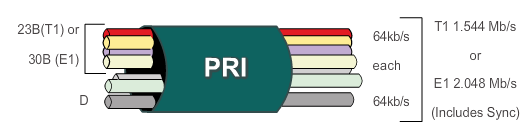 23B(T1) or
30B (E1)
D
PRI
64kb/s
each
64kb/s
T1 1.544 Mb/s
or
E1 2.048 Mb/s
(Includes Sync)